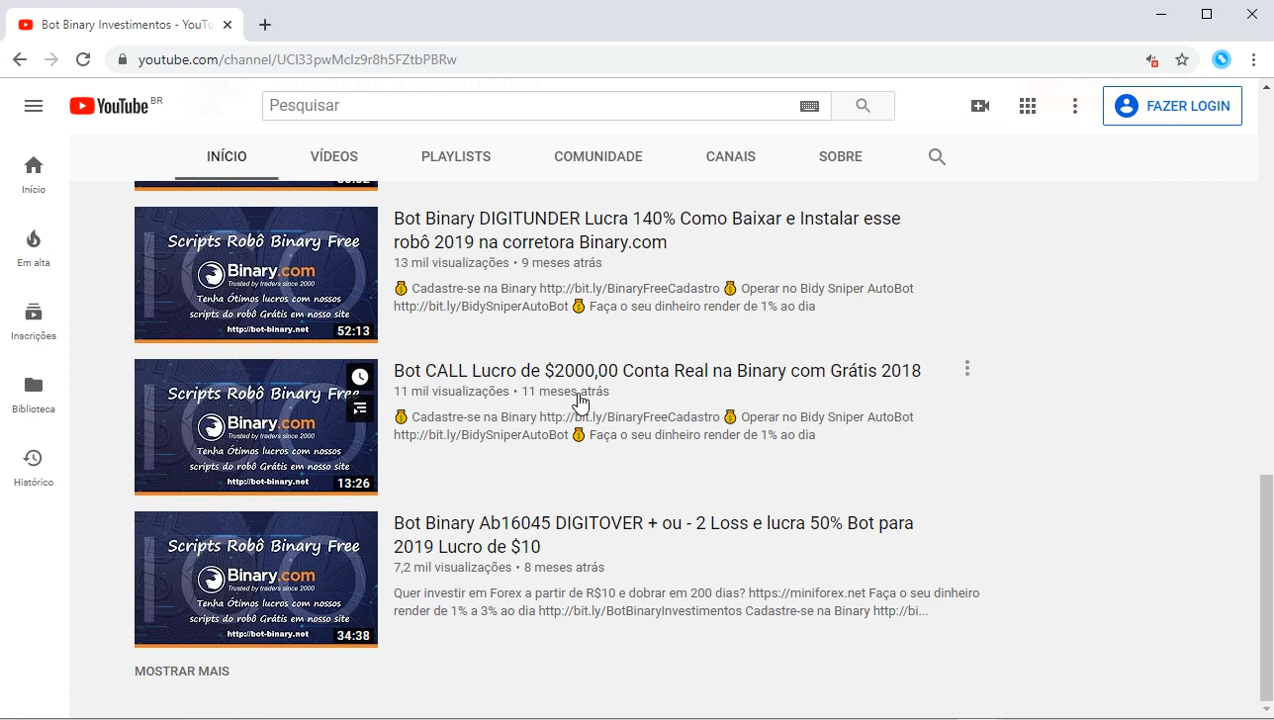 Bot Binary Investimentos - YouTu
youtube.com/channel/UCl33pwMcIz9r8h5FZtbPBRw
YouTube BR
Pesquisar
FAZER LOGIN
INÍCIO
VÍDEOS
PLAYLISTS
COMUNIDADE
CANAIS
SOBRE
Início
Em alta
Inscrições
Biblioteca
Histórico
Scripts Robô Binary Free
Binary.com
Trusted by traders since 2000
Tenha Ótimos lucros com nossos
scripts do robô Grátis em nosso site
http://bot-binary.net
52:13
Bot Binary DIGITUNDER Lucra 140% Como Baixar e Instalar esse
robô 2019 na corretora Binary.com
13 mil visualizações • 9 meses atrás
💰 Cadastre-se na Binary http://bit.ly/BinaryFreeCadastro 💰 Operar no Bidy Sniper AutoBot
http://bit.ly/BidySniperAutoBot 💰 Faça o seu dinheiro render de 1% ao dia
Scripts Robô Binary Free
Binary.com
Trusted by traders since 2000
Tenha Ótimos lucros com nossos
scripts do robô Grátis em nosso site
http://bot-binary.net
13:26
Bot CALL Lucro de $2000,00 Conta Real na Binary com Grátis 2018
11 mil visualizações • 11 meses atrás
💰 Cadastre-se na Binary http://bit.ly/BinaryFreeCadastro 💰 Operar no Bidy Sniper AutoBot
http://bit.ly/BidySniperAutoBot 💰 Faça o seu dinheiro render de 1% ao dia
Scripts Robô Binary Free
Binary.com
Trusted by traders since 2000
Tenha Ótimos lucros com nossos
scripts do robô Grátis em nosso site
http://bot-binary.net
34:38
Bot Binary Ab16045 DIGITOVER + ou - 2 Loss e lucra 50% Bot para
2019 Lucro de $10
7,2 mil visualizações • 8 meses atrás
Quer investir em Forex a partir de R$10 e dobrar em 200 dias? https://miniforex.net Faça o seu dinheiro
render de 1% a 3% ao dia http://bit.ly/BotBinaryInvestimentos Cadastre-se na Binary http://bi...
MOSTRAR MAIS